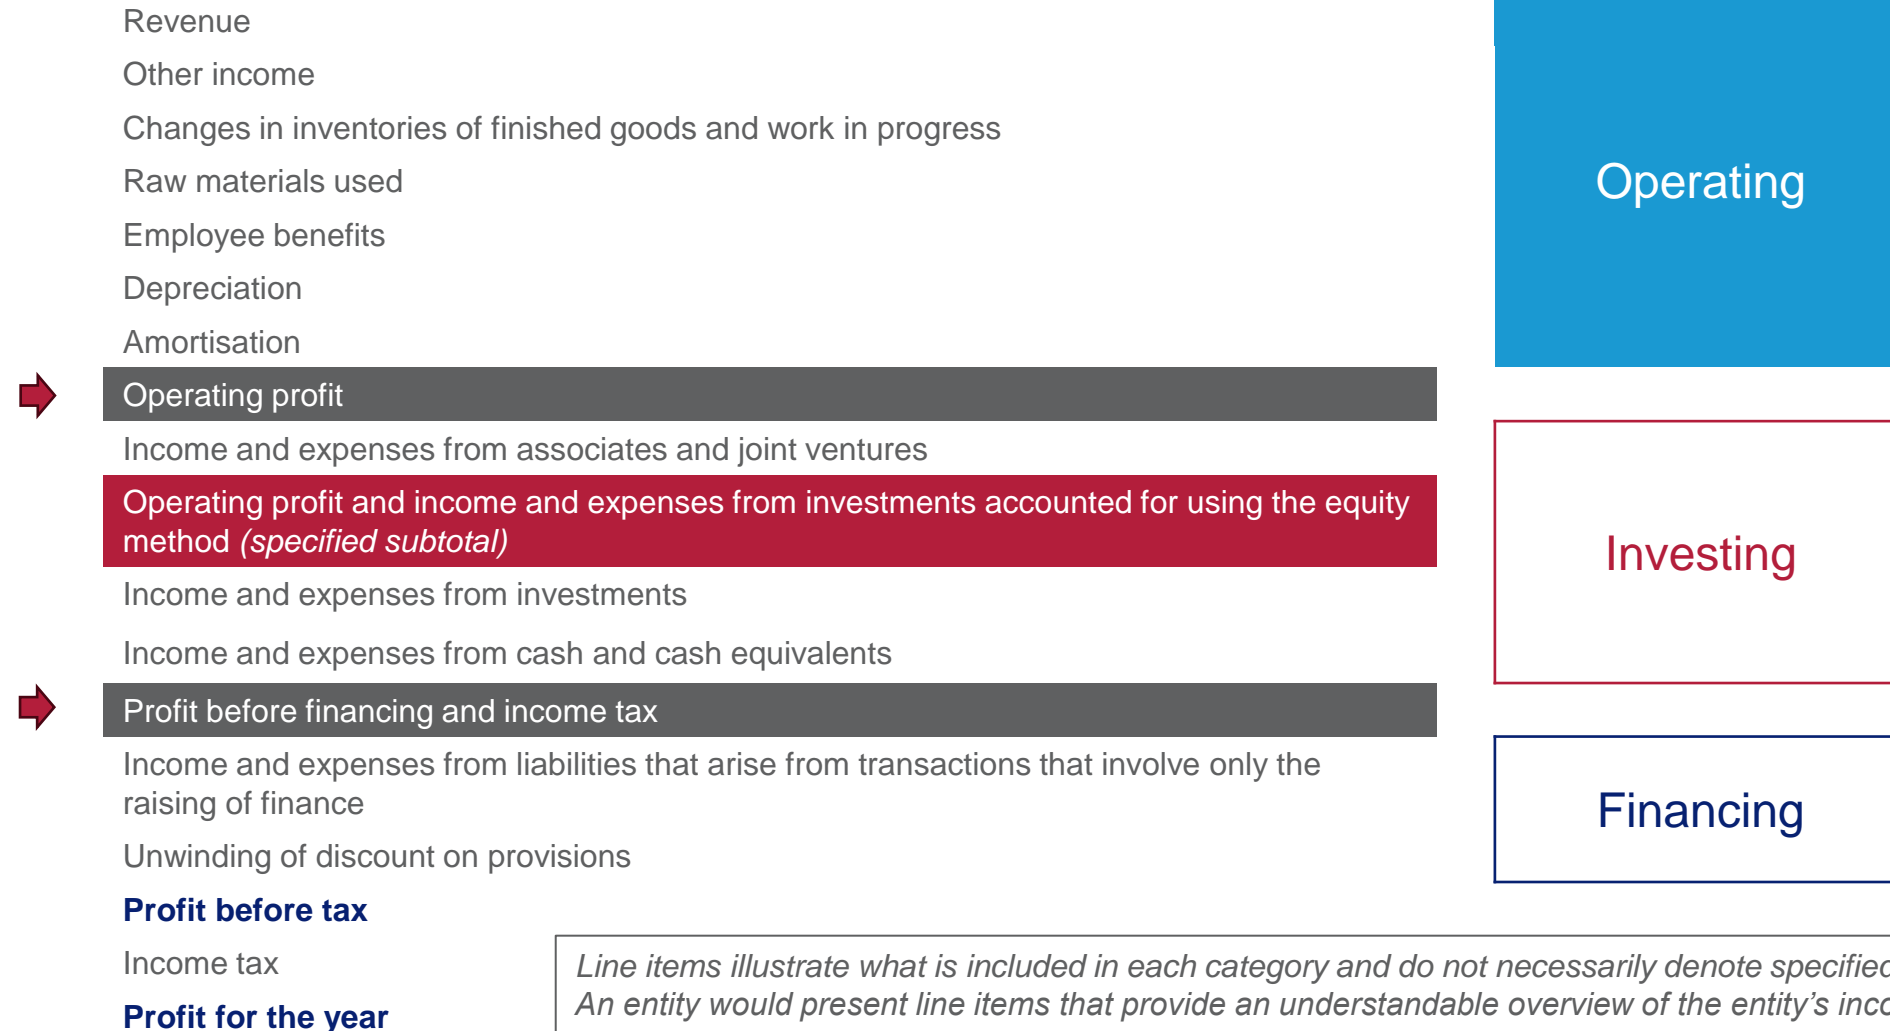 Revenue
Other income
Changes in inventories of finished goods and work in progress
Raw materials used
Employee benefits
Depreciation
Amortisation
Operating
Operating profit
Income and expenses from associates and joint ventures
Operating profit and income and expenses from investments accounted for using the equity
method (specified subtotal)
Income and expenses from investments
Income and expenses from cash and cash equivalents
Investing
Profit before financing and income tax
Income and expenses from liabilities that arise from transactions that involve only the
raising of finance
Unwinding of discount on provisions
Financing
Profit before tax
Income tax
Profit for the year
Line items illustrate what is included in each category and do not necessarily denote specified
An entity would present line items that provide an understandable overview of the entity's